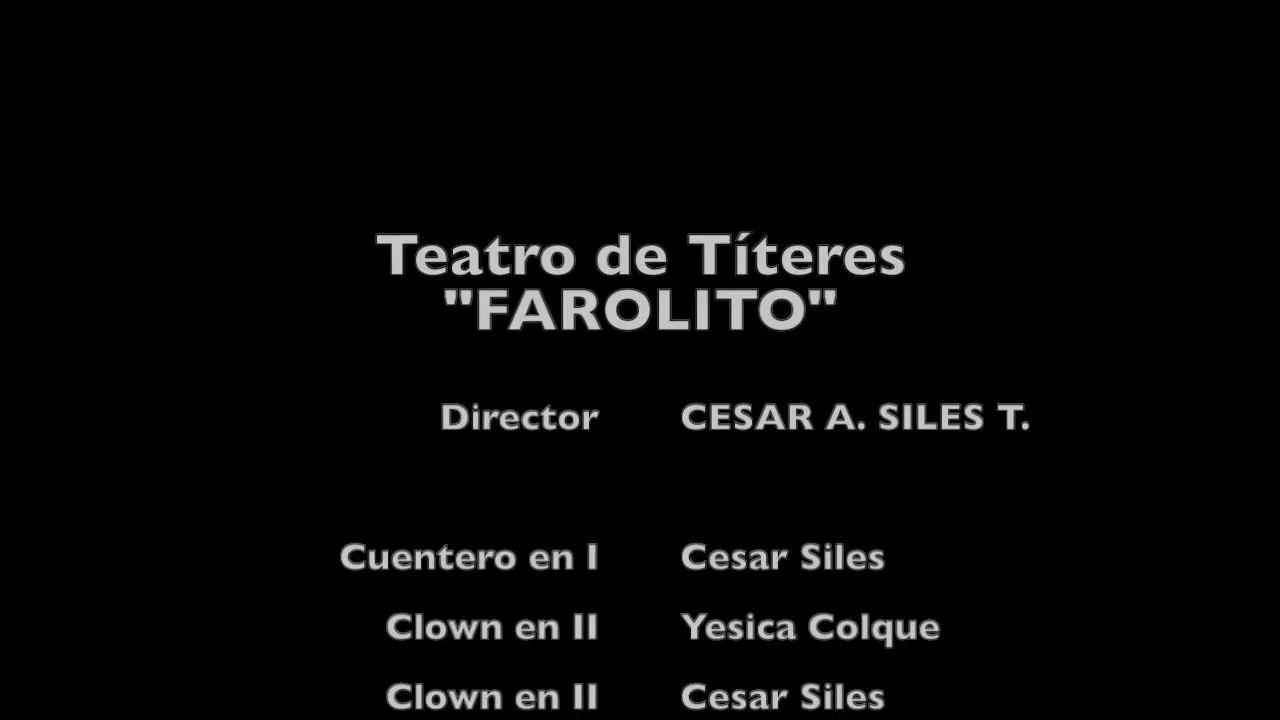 Teatro de Títeres
"FAROLITO"
Director CESAR A. SILES T.
Cuentero en I Cesar Siles
Clown en II Yesica Colque
Clown en II Cesar Siles